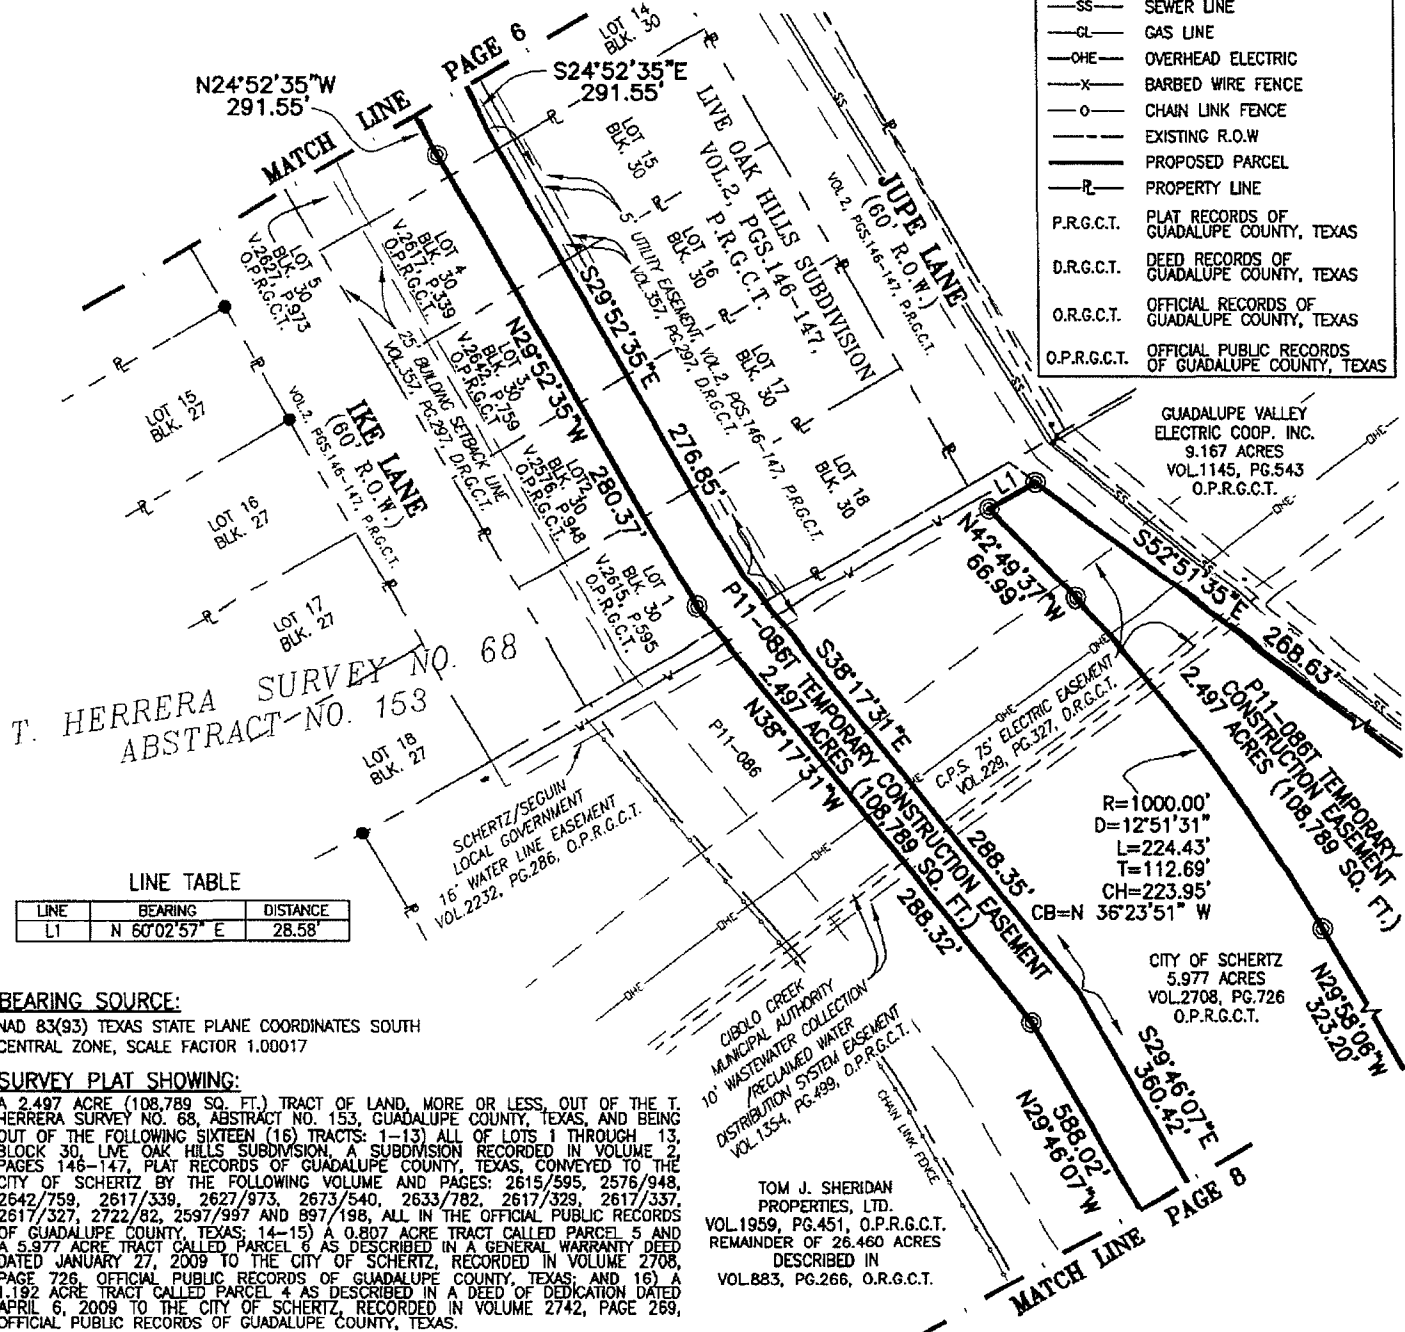 SS SEWER LINE
GL GAS LINE
OHE OVERHEAD ELECTRIC
X BARBED WIRE FENCE
O CHAIN LINK FENCE
EXISTING R.O.W
PROPOSED PARCEL
PL PROPERTY LINE
P.R.G.C.T. PLAT RECORDS OF
GUADALUPE COUNTY, TEXAS
D.R.G.C.T. DEED RECORDS OF
GUADALUPE COUNTY, TEXAS
O.R.G.C.T. OFFICIAL RECORDS OF
GUADALUPE COUNTY, TEXAS
O.P.R.G.C.T. OFFICIAL PUBLIC RECORDS
OF GUADALUPE COUNTY, TEXAS
MATCH LINE PAGE 6
N24°52'35"W
291.55'
S24°52'35"E
291.55'
LOT 14
BLK. 30
LOT 15
BLK. 30
LOT 16
BLK. 30
LOT 17
BLK. 30
LOT 18
BLK. 30
LIVE OAK HILLS SUBDIVISION
VOL.2, PGS.146-147,
P.R.G.C.T.
JUPE LANE
(60' R.O.W.)
VOL.2, PGS.146-147, P.R.G.C.T.
5' UTILITY EASEMENT, VOL.2, PGS.146-147, P.R.G.C.T.
VOL.357, PG.297, D.R.G.C.T.
S29°52'35"E
276.85'
N29°52'35"W
280.37'
LOT 5
BLK. 30
V.2627, P.973
O.P.R.G.C.T.
LOT 4
BLK. 30
V.2617, P.339
O.P.R.G.C.T.
LOT 3
BLK. 30
V.2642, P.759
O.P.R.G.C.T
LOT 2
BLK. 30
V.2576, P.948
O.P.R.G.C.T.
LOT 1
BLK. 30
V.2615, P.595
O.P.R.G.C.T.
25' BUILDING SETBACK LINE
VOL.357, PG.297, D.R.G.C.T.
IKE LANE
(60' R.O.W.)
VOL.2, PGS.146-147, P.R.G.C.T.
LOT 15
BLK. 27
LOT 16
BLK. 27
LOT 17
BLK. 27
LOT 18
BLK. 27
T. HERRERA SURVEY NO. 68
ABSTRACT NO. 153
GUADALUPE VALLEY
ELECTRIC COOP. INC.
9.167 ACRES
VOL.1145, PG.543
O.P.R.G.C.T.
L1
N42°49'37"W
66.99'
S52°51'35"E
268.63'
P11-086T TEMPORARY
CONSTRUCTION EASEMENT
2.497 ACRES (108,789 SQ. FT.)
P11-086T TEMPORARY CONSTRUCTION EASEMENT
2.497 ACRES (108,789 SQ. FT.)
S38°17'31"E
288.35'
N38°17'31"W
288.32'
P11-086
C.P.S. 75' ELECTRIC EASEMENT
VOL.229, PG.327, D.R.G.C.T.
SCHERTZ/SEGUIN
LOCAL GOVERNMENT
16' WATER LINE EASEMENT
VOL.2232, PG.286, O.P.R.G.C.T.
R=1000.00'
D=12°51'31"
L=224.43'
T=112.69'
CH=223.95'
CB=N 36°23'51" W
CITY OF SCHERTZ
5.977 ACRES
VOL.2708, PG.726
O.P.R.G.C.T.
N29°58'06"W
323.20'
CIBOLO CREEK
MUNICIPAL AUTHORITY
10' WASTEWATER COLLECTION
/RECLAIMED WATER
DISTRIBUTION SYSTEM EASEMENT
VOL.1354, PG.499, O.P.R.G.C.T.
CHAIN LINK FENCE
S29°46'07"E
360.42'
588.02'
N29°46'07"W
MATCH LINE PAGE 8
TOM J. SHERIDAN
PROPERTIES, LTD.
VOL.1959, PG.451, O.P.R.G.C.T.
REMAINDER OF 26.460 ACRES
DESCRIBED IN
VOL.883, PG.266, O.R.G.C.T.
LINE TABLE
LINE BEARING DISTANCE
L1 N 60°02'57" E 28.58'
BEARING SOURCE:
NAD 83(93) TEXAS STATE PLANE COORDINATES SOUTH
CENTRAL ZONE, SCALE FACTOR 1.00017
SURVEY PLAT SHOWING:
A 2.497 ACRE (108,789 SQ. FT.) TRACT OF LAND, MORE OR LESS, OUT OF THE T.
HERRERA SURVEY NO. 68, ABSTRACT NO. 153, GUADALUPE COUNTY, TEXAS, AND BEING
OUT OF THE FOLLOWING SIXTEEN (16) TRACTS: 1-13) ALL OF LOTS 1 THROUGH 13,
BLOCK 30, LIVE OAK HILLS SUBDIVISION, A SUBDIVISION RECORDED IN VOLUME 2,
PAGES 146-147, PLAT RECORDS OF GUADALUPE COUNTY, TEXAS, CONVEYED TO THE
CITY OF SCHERTZ BY THE FOLLOWING VOLUME AND PAGES: 2615/595, 2576/948,
2642/759, 2617/339, 2627/973, 2673/540, 2633/782, 2617/329, 2617/337,
2617/327, 2722/82, 2597/997 AND 897/198, ALL IN THE OFFICIAL PUBLIC RECORDS
OF GUADALUPE COUNTY, TEXAS; 14-15) A 0.807 ACRE TRACT CALLED PARCEL 5 AND
A 5.977 ACRE TRACT CALLED PARCEL 6 AS DESCRIBED IN A GENERAL WARRANTY DEED
DATED JANUARY 27, 2009 TO THE CITY OF SCHERTZ, RECORDED IN VOLUME 2708,
PAGE 726, OFFICIAL PUBLIC RECORDS OF GUADALUPE COUNTY, TEXAS; AND 16) A
1.192 ACRE TRACT CALLED PARCEL 4 AS DESCRIBED IN A DEED OF DEDICATION DATED
APRIL 6, 2009 TO THE CITY OF SCHERTZ, RECORDED IN VOLUME 2742, PAGE 269,
OFFICIAL PUBLIC RECORDS OF GUADALUPE COUNTY, TEXAS.